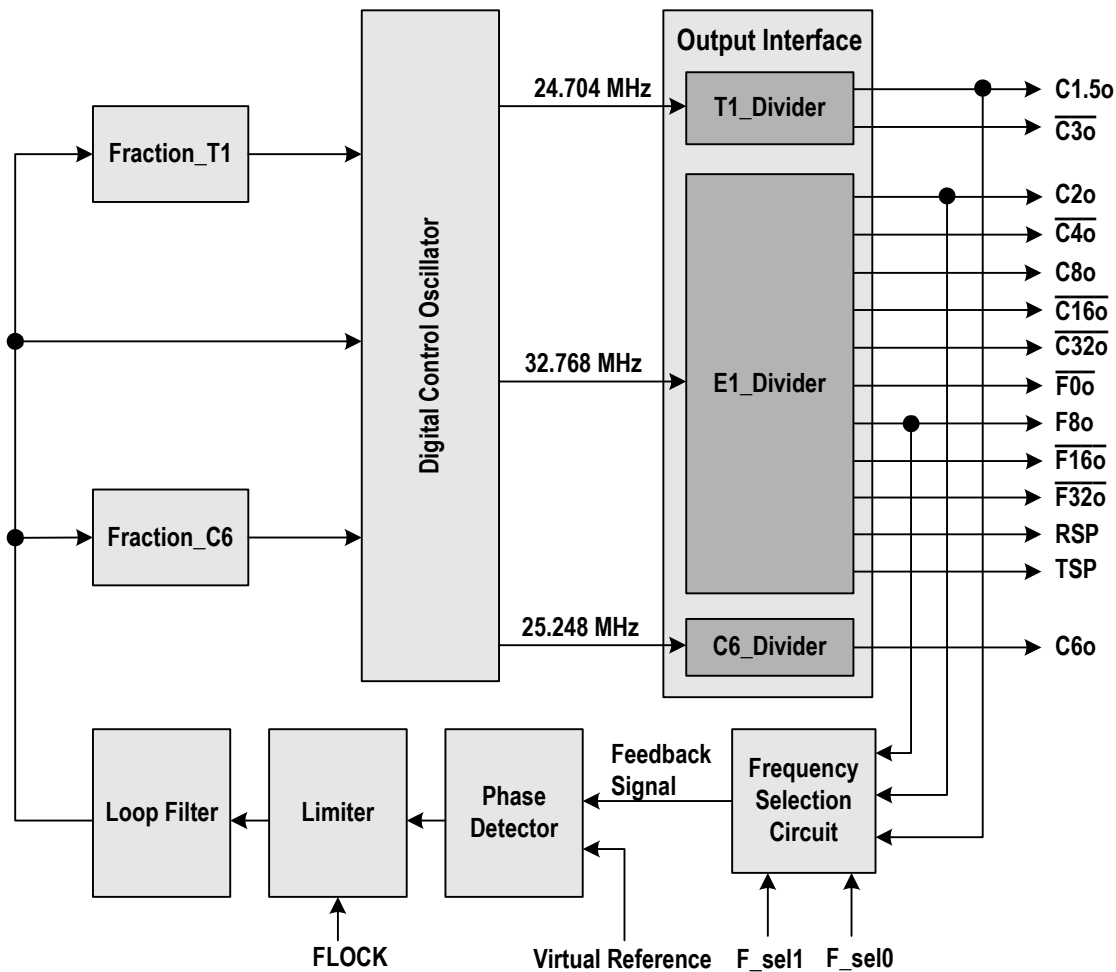 Output Interface
24.704 MHz
T1_Divider
C1.5o
C3o
Fraction_T1
C2o
C4o
C8o
C16o
C32o
Digital Control Oscillator
32.768 MHz
E1_Divider
F0o
F8o
F16o
F32o
Fraction_C6
RSP
TSP
25.248 MHz
C6_Divider
C6o
Loop Filter
Limiter
Phase
Detector
Feedback
Signal
Frequency
Selection
Circuit
FLOCK
Virtual Reference
F_sel1
F_sel0